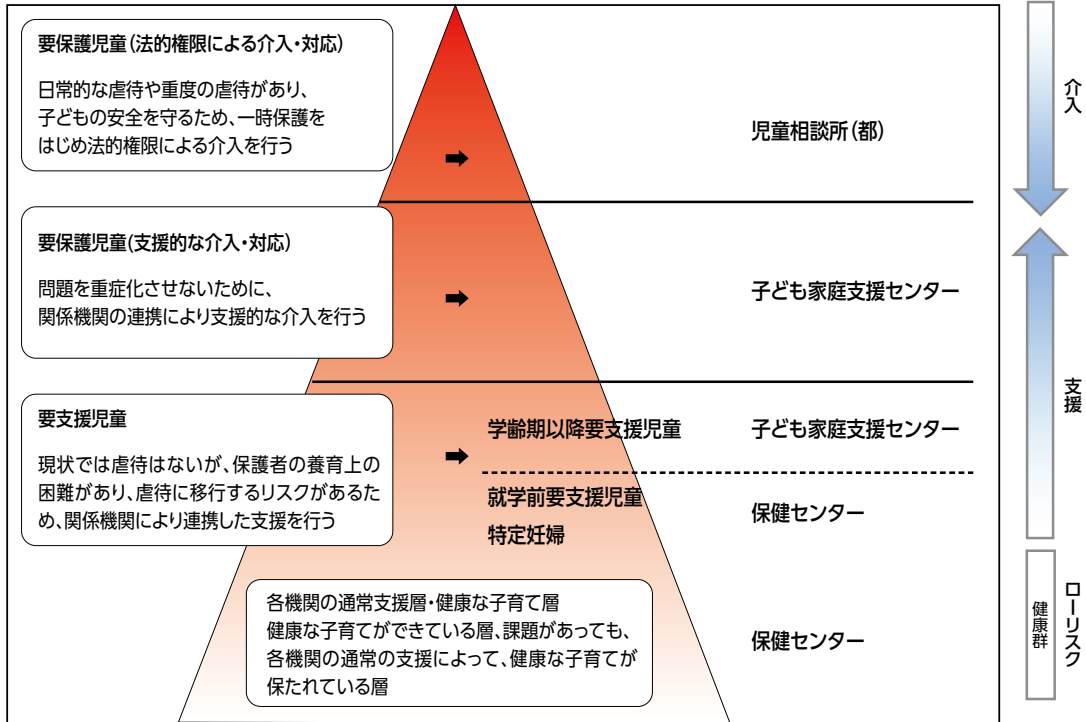 要保護児童(法的権限による介入・対応)
日常的な虐待や重度の虐待があり、
子どもの安全を守るため、一時保護を
はじめ法的権限による介入を行う
児童相談所(都)
介入
要保護児童(支援的な介入・対応)
問題を重症化させないために、
関係機関の連携により支援的な介入を行う
子ども家庭支援センター
支援
要支援児童
現状では虐待はないが、保護者の養育上の
困難があり、虐待に移行するリスクがあるた
め、関係機関により連携した支援を行う
学齢期以降要支援児童
子ども家庭支援センター
就学前要支援児童
特定妊婦
保健センター
各機関の通常支援層・健康な子育て層
健康な子育てができている層、課題があっても、
各機関の通常の支援によって、健康な子育てが
保たれている層
保健センター
健康群
ローリスク